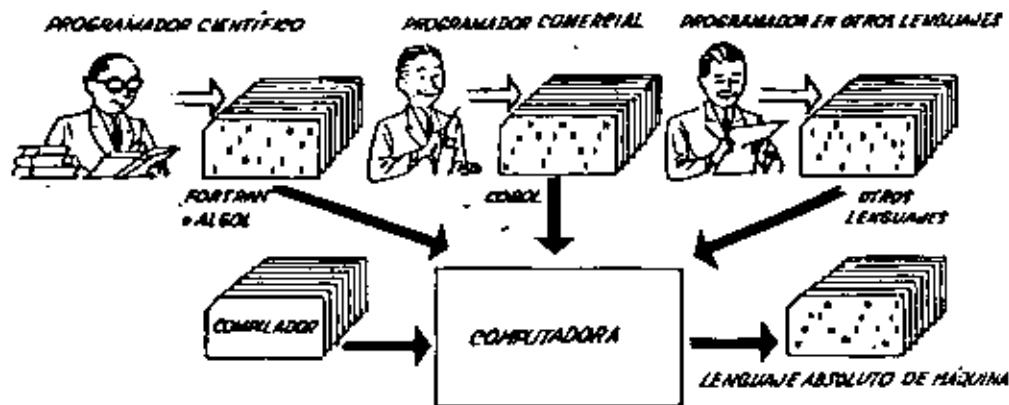 PROGRAMADOR CIENTÍFICO
PROGRAMADOR COMERCIAL
PROGRAMADOR EN OTROS LENGUAJES
FORTRAN
o ALGOL
COBOL
OTROS
LENGUAJES
COMPILADOR
COMPUTADORA
LENGUAJE ABSOLUTO DE MÁQUINA